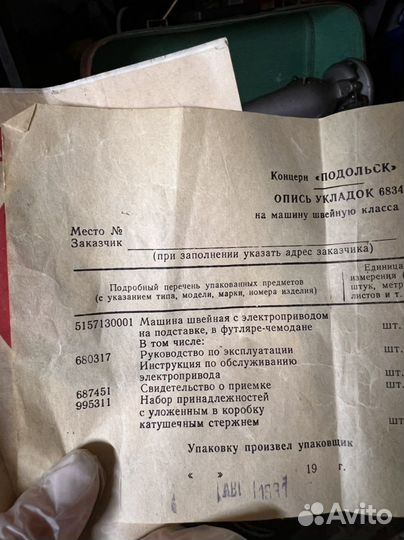 Концерн «ПОДОЛЬСК»
ОПИСЬ УКЛАДОК 6834
на машину швейную класса
Место №
Заказчик
(при заполнении указать адрес заказчика)
Подробный перечень упакованных предметов
(с указанием типа, модели, марки, номера изделия)
Единица
измерения (
штук, метр
листов и т.
5157130001 Машина швейная с электроприводом
на подставке, в футляре-чемодане шт.
В том числе:
680317 Руководство по эксплуатации шт.
Инструкция по обслуживанию
электропривода шт.
687451 Свидетельство о приемке шт.
995311 Набор принадлежностей
с уложенным в коробку
катушечным стержнем шт.
Упаковку произвел упаковщик
« » 19 г.
Avito